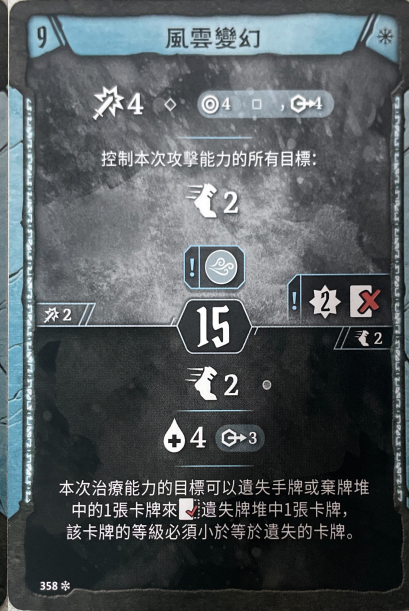 9 風雲變幻
4 4 , 4
控制本次攻擊能力的所有目標:
2
!
! 2
2 15 2
2
4 3
本次治療能力的目標可以遺失手牌或棄牌堆
中的1張卡牌來 遺失牌堆中1張卡牌,
該卡牌的等級必須小於等於遺失的卡牌。
358